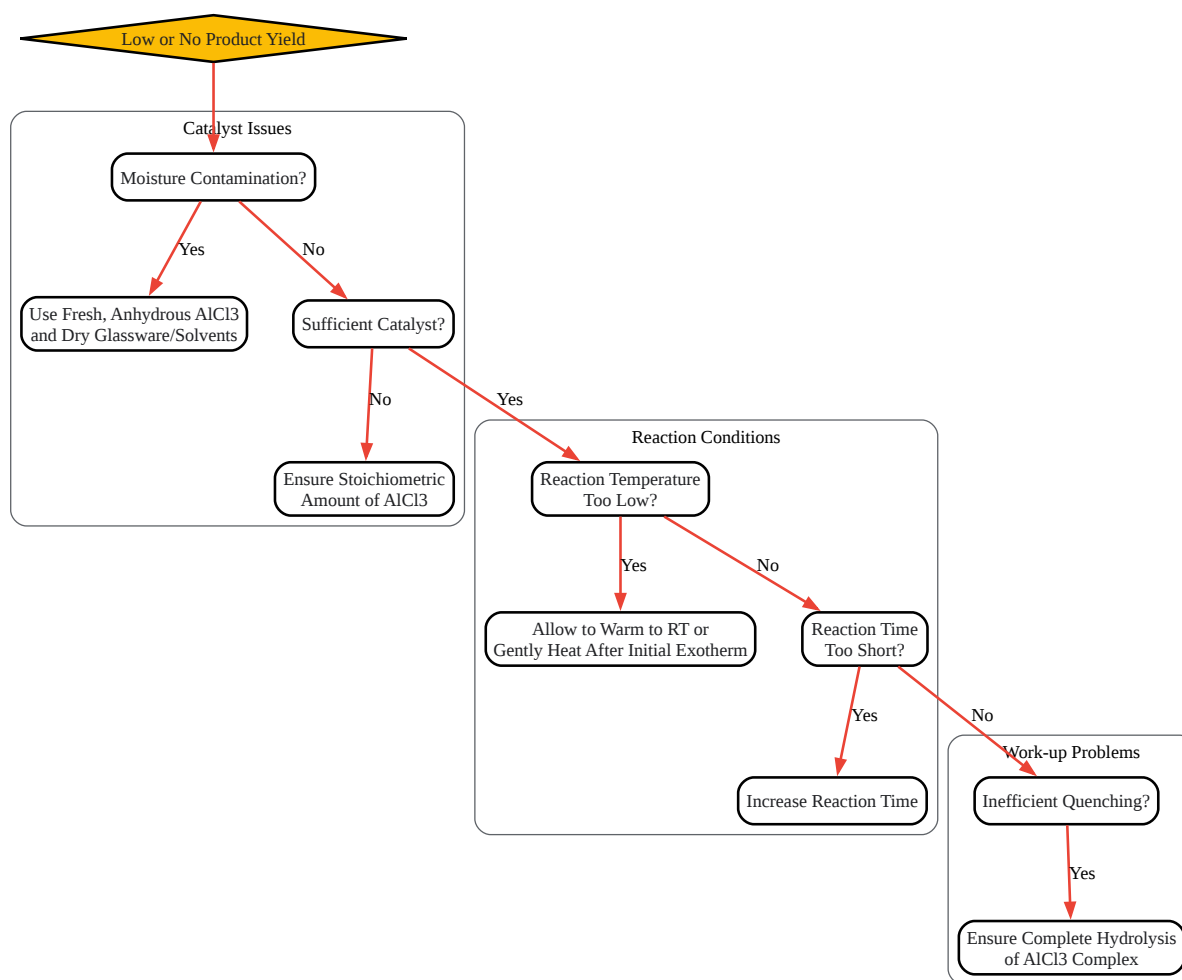 Low or No Product Yield
Catalyst Issues
Moisture Contamination?
Yes
No
Use Fresh, Anhydrous AlCl3
and Dry Glassware/Solvents
Sufficient Catalyst?
No
Yes
Ensure Stoichiometric
Amount of AlCl3
Reaction Conditions
Reaction Temperature
Too Low?
Yes
No
Allow to Warm to RT or
Gently Heat After Initial Exotherm
Reaction Time
Too Short?
Yes
No
Increase Reaction Time
Work-up Problems
Inefficient Quenching?
Yes
Ensure Complete Hydrolysis
of AlCl3 Complex